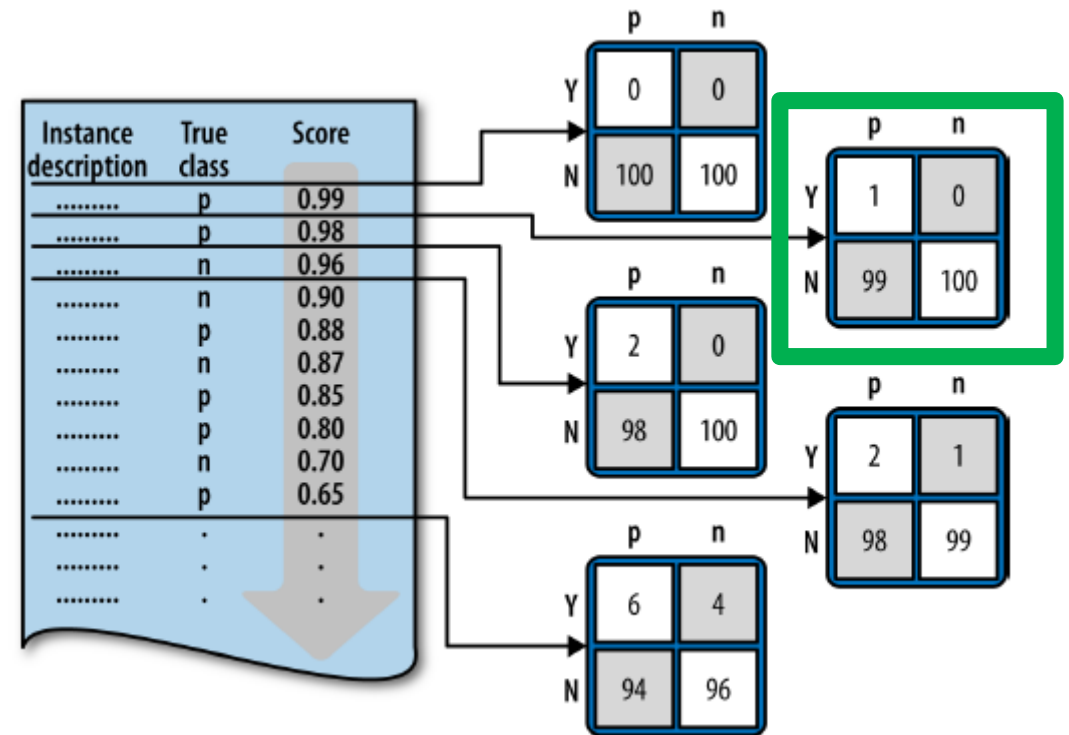 Instance description True class Score
......... p 0.99
......... p 0.98
......... n 0.96
......... n 0.90
......... p 0.88
......... n 0.87
......... p 0.85
......... p 0.80
......... n 0.70
......... p 0.65
......... . .
......... . .
......... . .
p n
Y 0 0
N 100 100
p n
Y 1 0
N 99 100
p n
Y 2 0
N 98 100
p n
Y 2 1
N 98 99
p n
Y 6 4
N 94 96